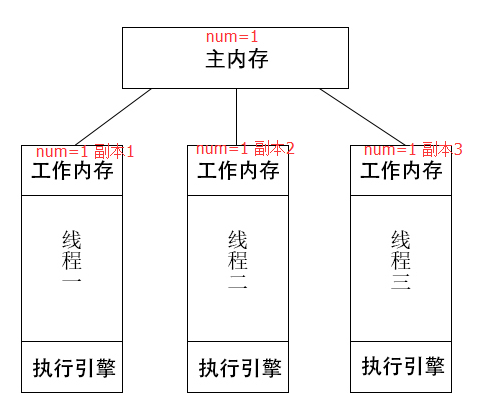 num=1
主内存
num=1 副本1
工作内存
num=1 副本2
工作内存
num=1 副本3
工作内存
线程一
线程二
线程三
执行引擎
执行引擎
执行引擎